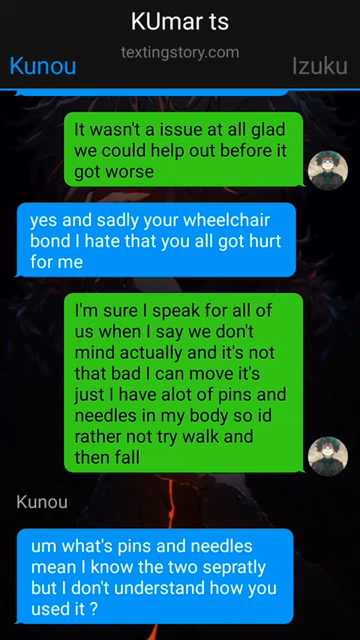 KUmar ts
textingstory.com
Kunou
Izuku
It wasn't a issue at all glad
we could help out before it
got worse
yes and sadly your wheelchair
bond I hate that you all got hurt
for me
I'm sure I speak for all of
us when I say we don't
mind actually and it's not
that bad I can move it's
just I have alot of pins and
needles in my body so id
rather not try walk and
then fall
Kunou
um what's pins and needles
mean I know the two sepratly
but I don't understand how you
used it ?